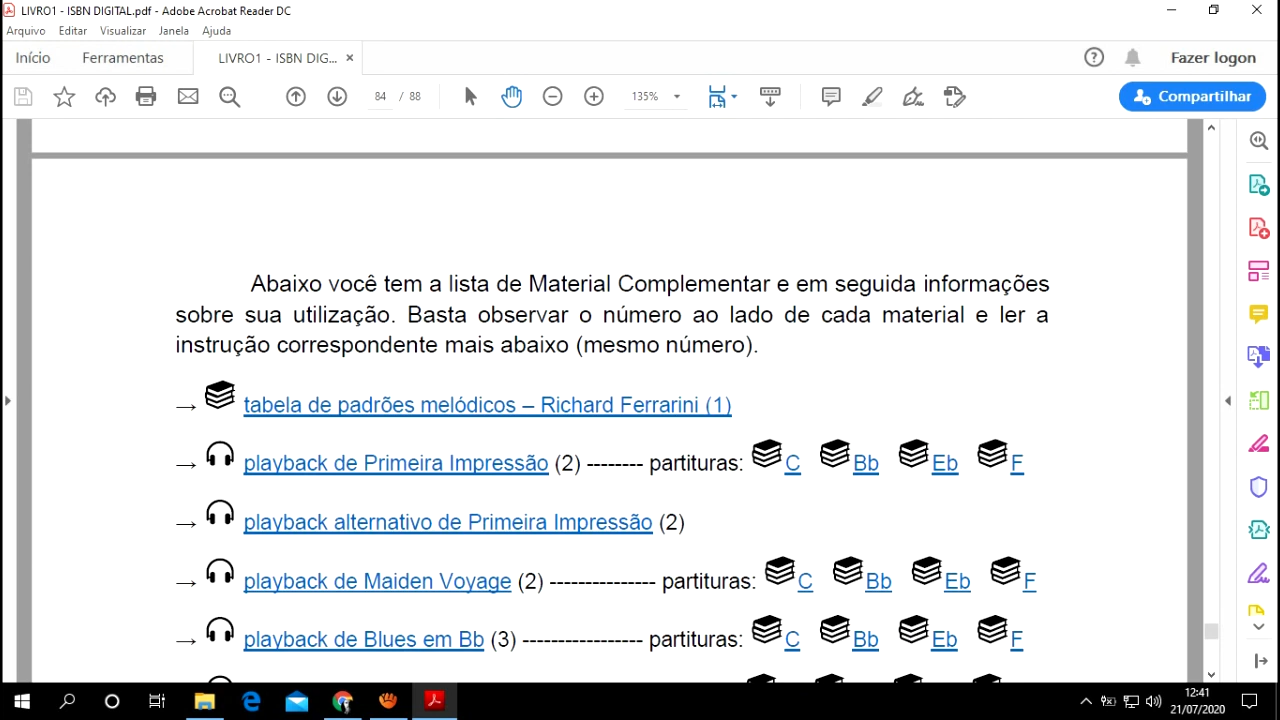 LIVRO1 - ISBN DIGITAL.pdf - Adobe Acrobat Reader DC
Arquivo Editar Visualizar Janela Ajuda
Início Ferramentas LIVRO1 - ISBN DIG... × Fazer logon
84 / 88 135% Compartilhar
Abaixo você tem a lista de Material Complementar e em seguida informações
sobre sua utilização. Basta observar o número ao lado de cada material e ler a
instrução correspondente mais abaixo (mesmo número).
→ tabela de padrões melódicos – Richard Ferrarini (1)
→ playback de Primeira Impressão (2) -------- partituras: C Bb Eb F
→ playback alternativo de Primeira Impressão (2)
→ playback de Maiden Voyage (2) --------------- partituras: C Bb Eb F
→ playback de Blues em Bb (3) ----------------- partituras: C Bb Eb F
12:41
21/07/2020